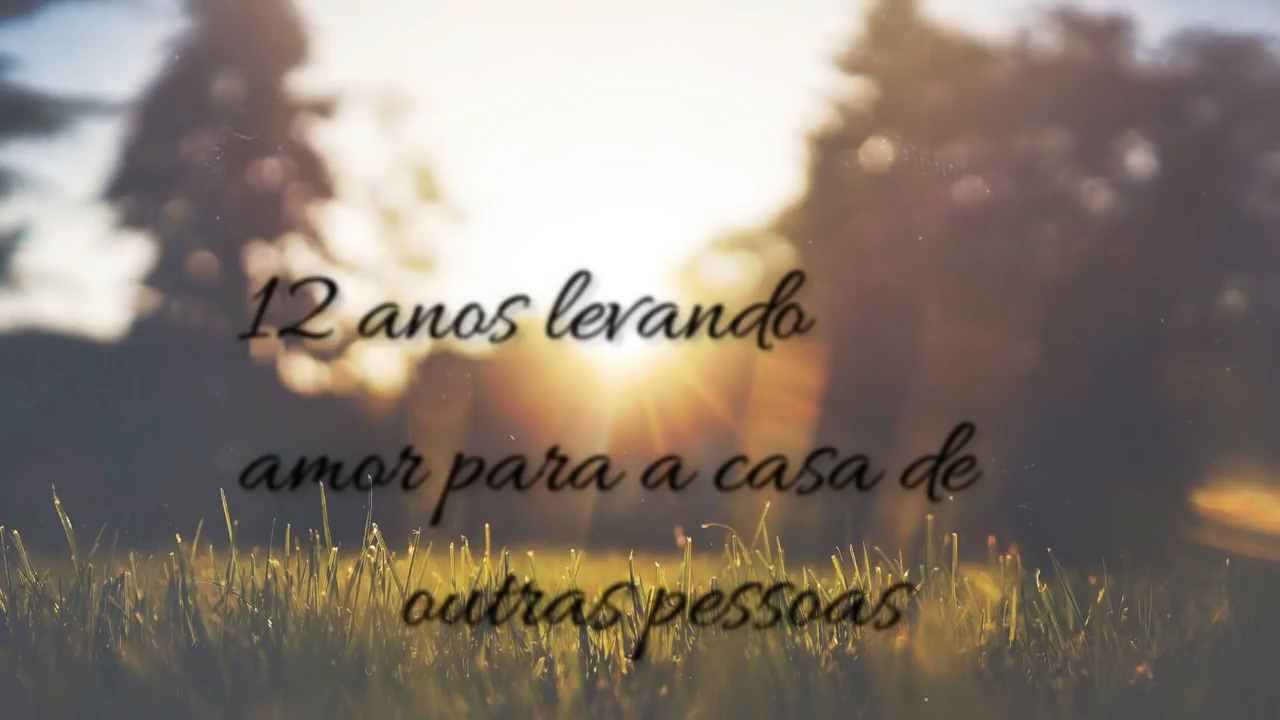 12 anos levando
amor para a casa de
outras pessoas